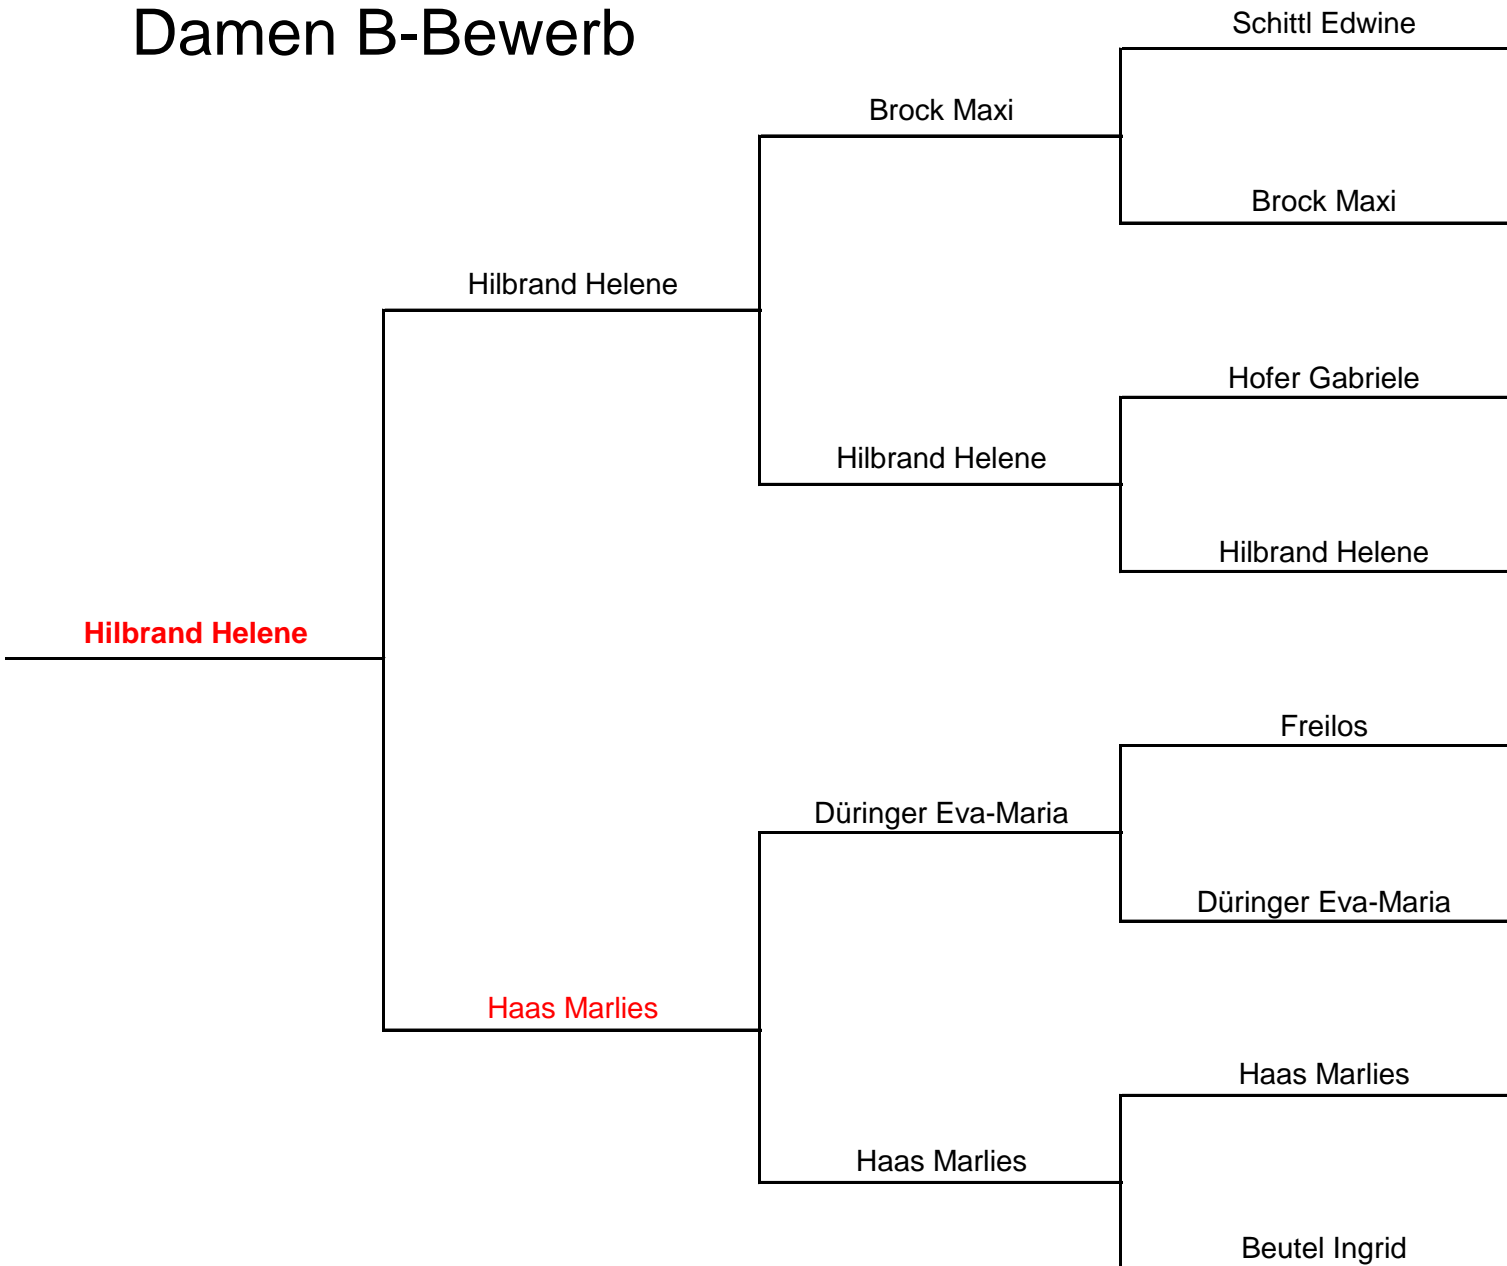 Damen B-Bewerb
Schittl Edwine
Brock Maxi
Brock Maxi
Hilbrand Helene
Hofer Gabriele
Hilbrand Helene
Hilbrand Helene
Hilbrand Helene
Freilos
Düringer Eva-Maria
Düringer Eva-Maria
Haas Marlies
Haas Marlies
Haas Marlies
Beutel Ingrid